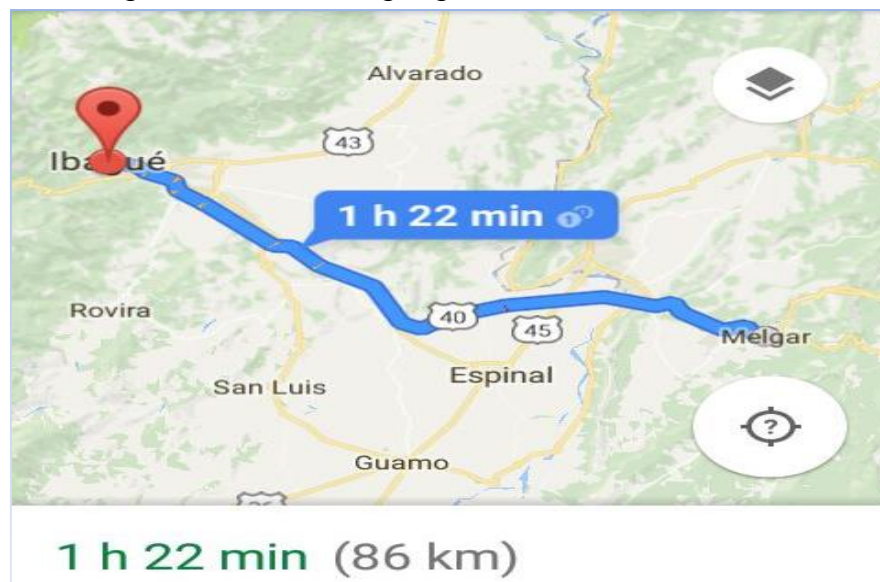 Alvarado
43
Ibagué
1 h 22 min
Rovira
40
45
Melgar
San Luis
Espinal
?
Guamo
1 h 22 min (86 km)